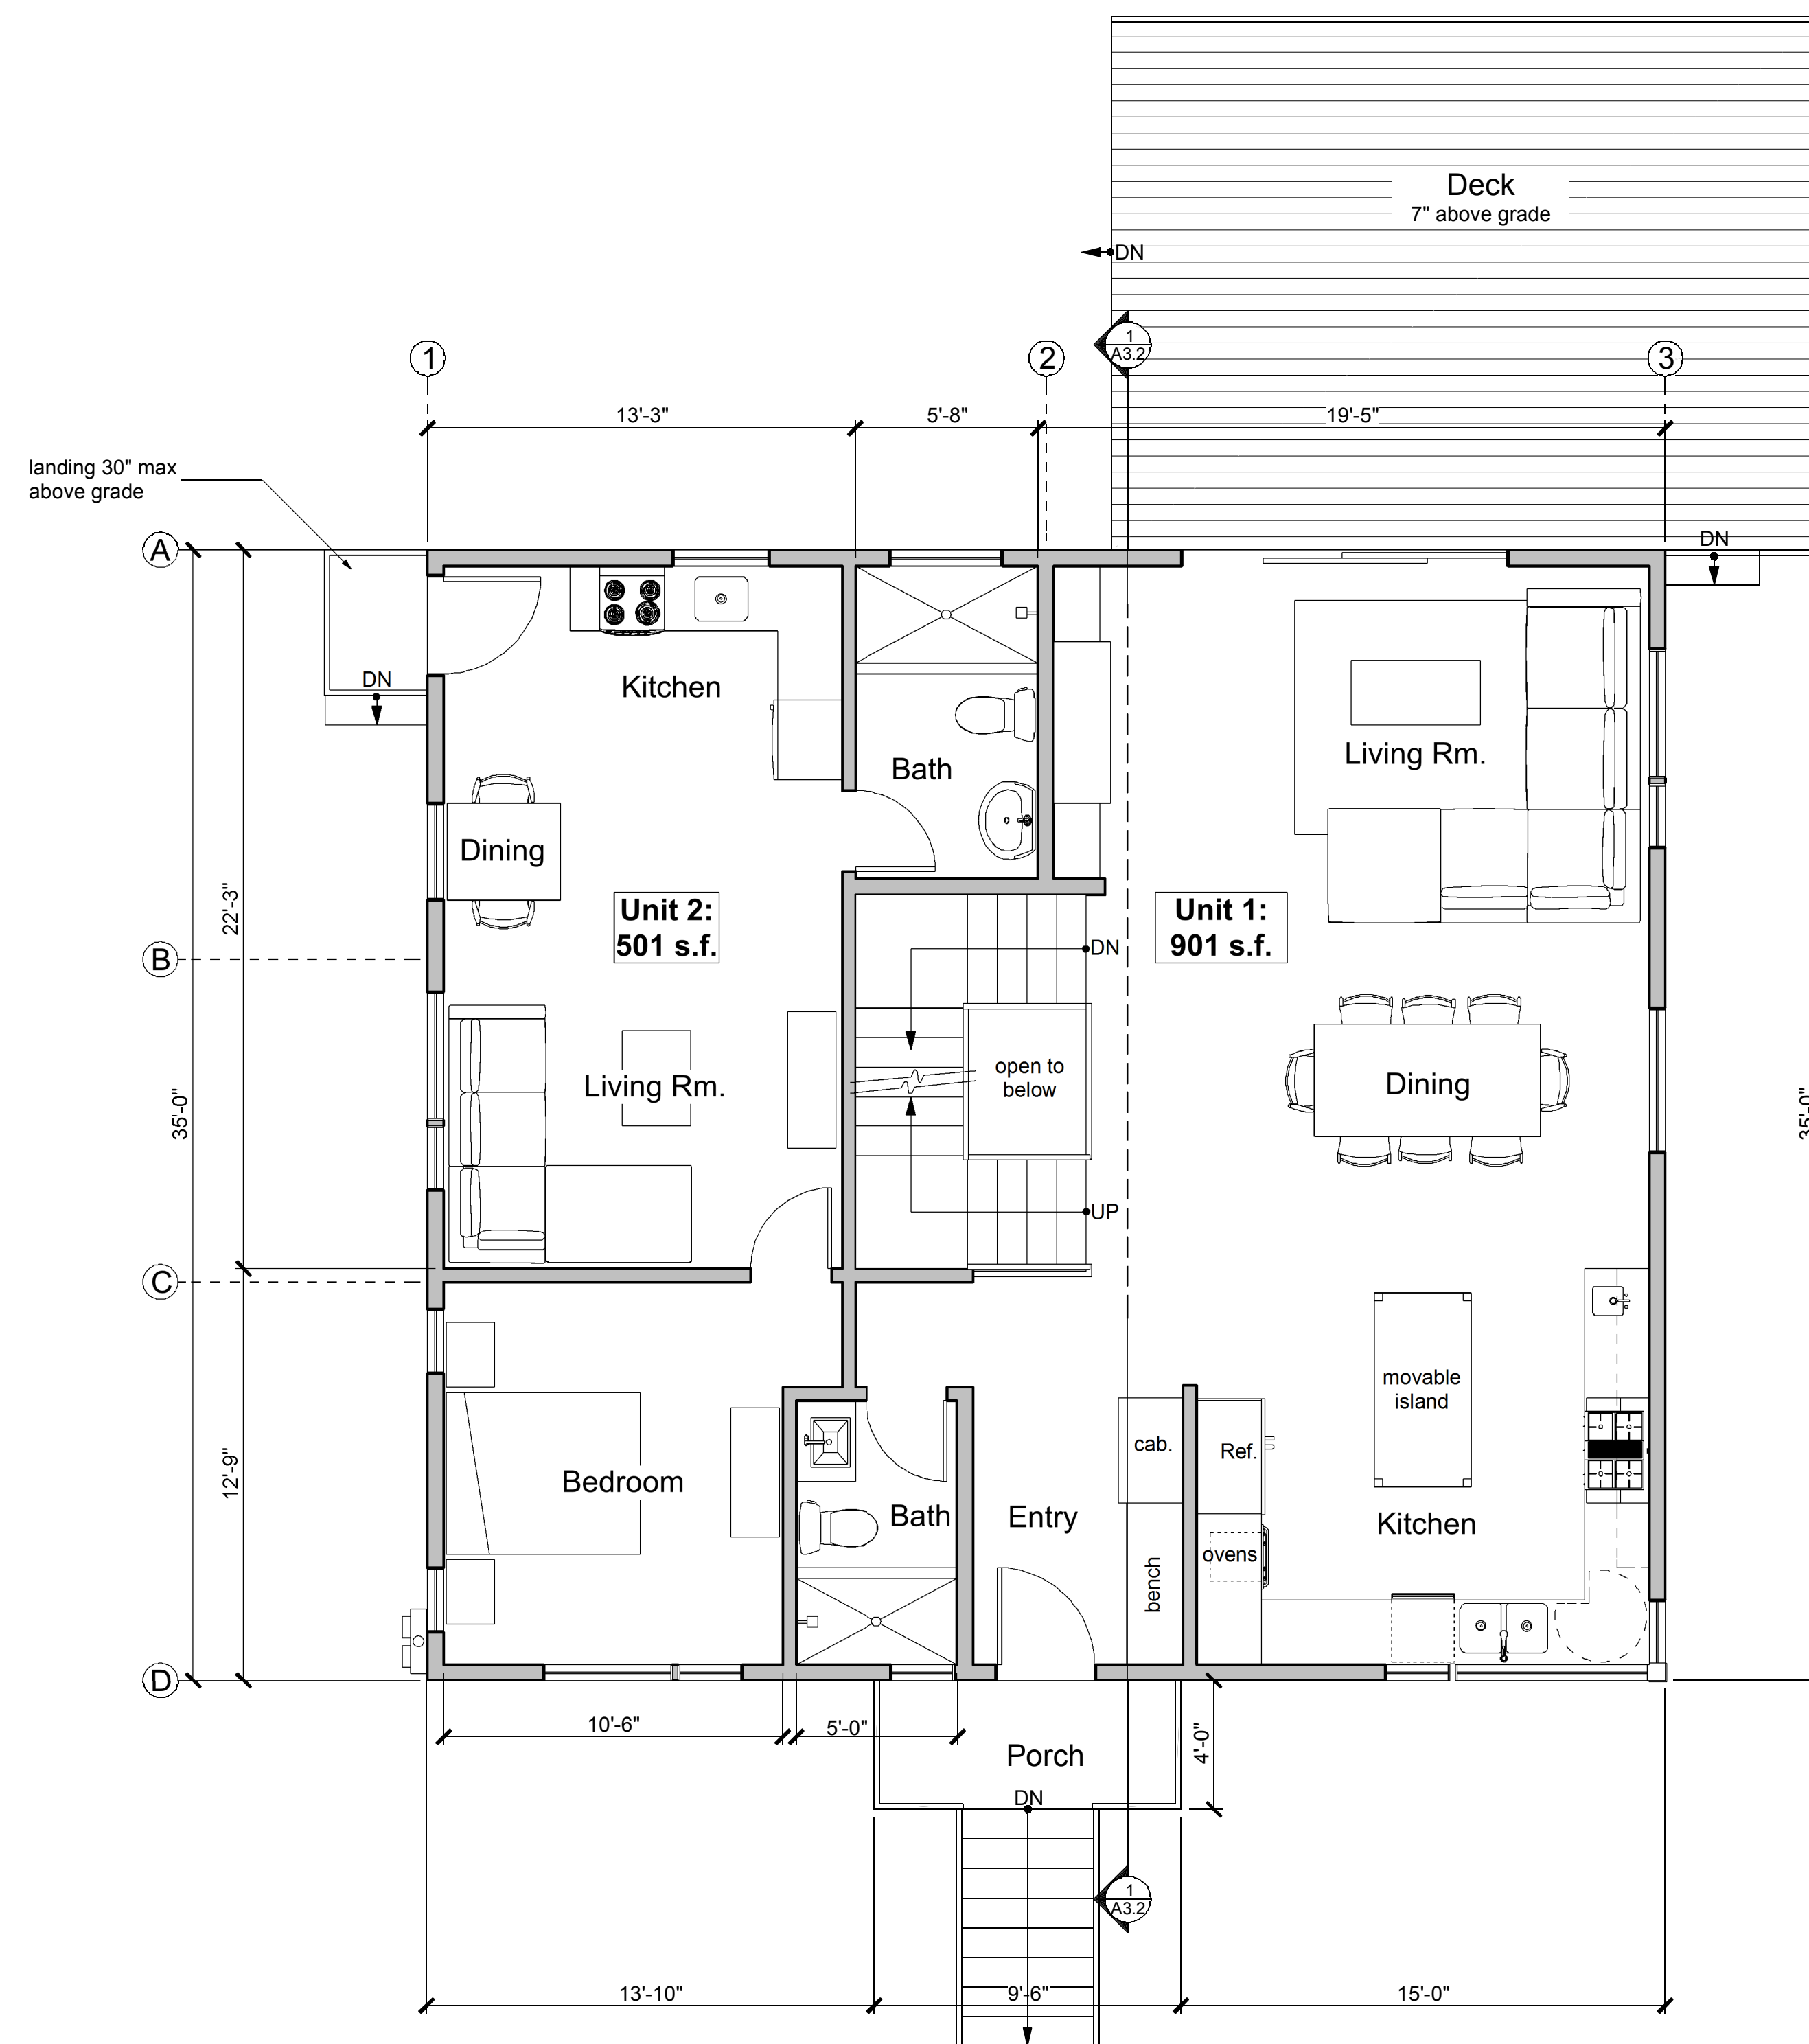 Deck
7" above grade
DN
1
A3.2
1
2
3
13'-3"
5'-8"
19'-5"
landing 30" max
above grade
A
DN
DN
Kitchen
Living Rm.
Bath
Dining
22'-3"
Unit 2:
501 s.f.
Unit 1:
901 s.f.
B
DN
open to
below
Living Rm.
Dining
35'-0"
35'-0"
UP
C
movable
island
cab.
Ref.
Bedroom
12'-9"
Bath
Entry
Kitchen
ovens
bench
D
10'-6"
5'-0"
Porch
4'-0"
DN
1
A3.2
13'-10"
9'-6"
15'-0"